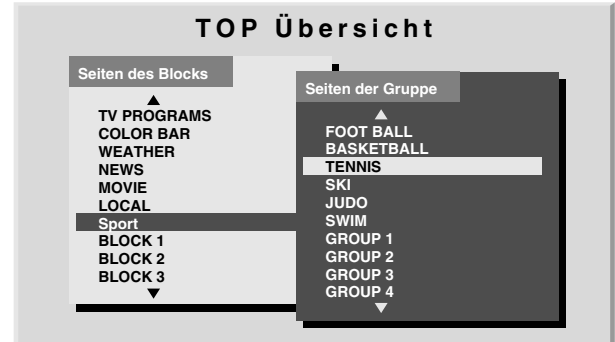 TOP Übersicht
Seiten des Blocks
TV PROGRAMS
COLOR BAR
WEATHER
NEWS
MOVIE
LOCAL
Sport
BLOCK 1
BLOCK 2
BLOCK 3
Seiten der Gruppe
FOOT BALL
BASKETBALL
TENNIS
SKI
JUDO
SWIM
GROUP 1
GROUP 2
GROUP 3
GROUP 4